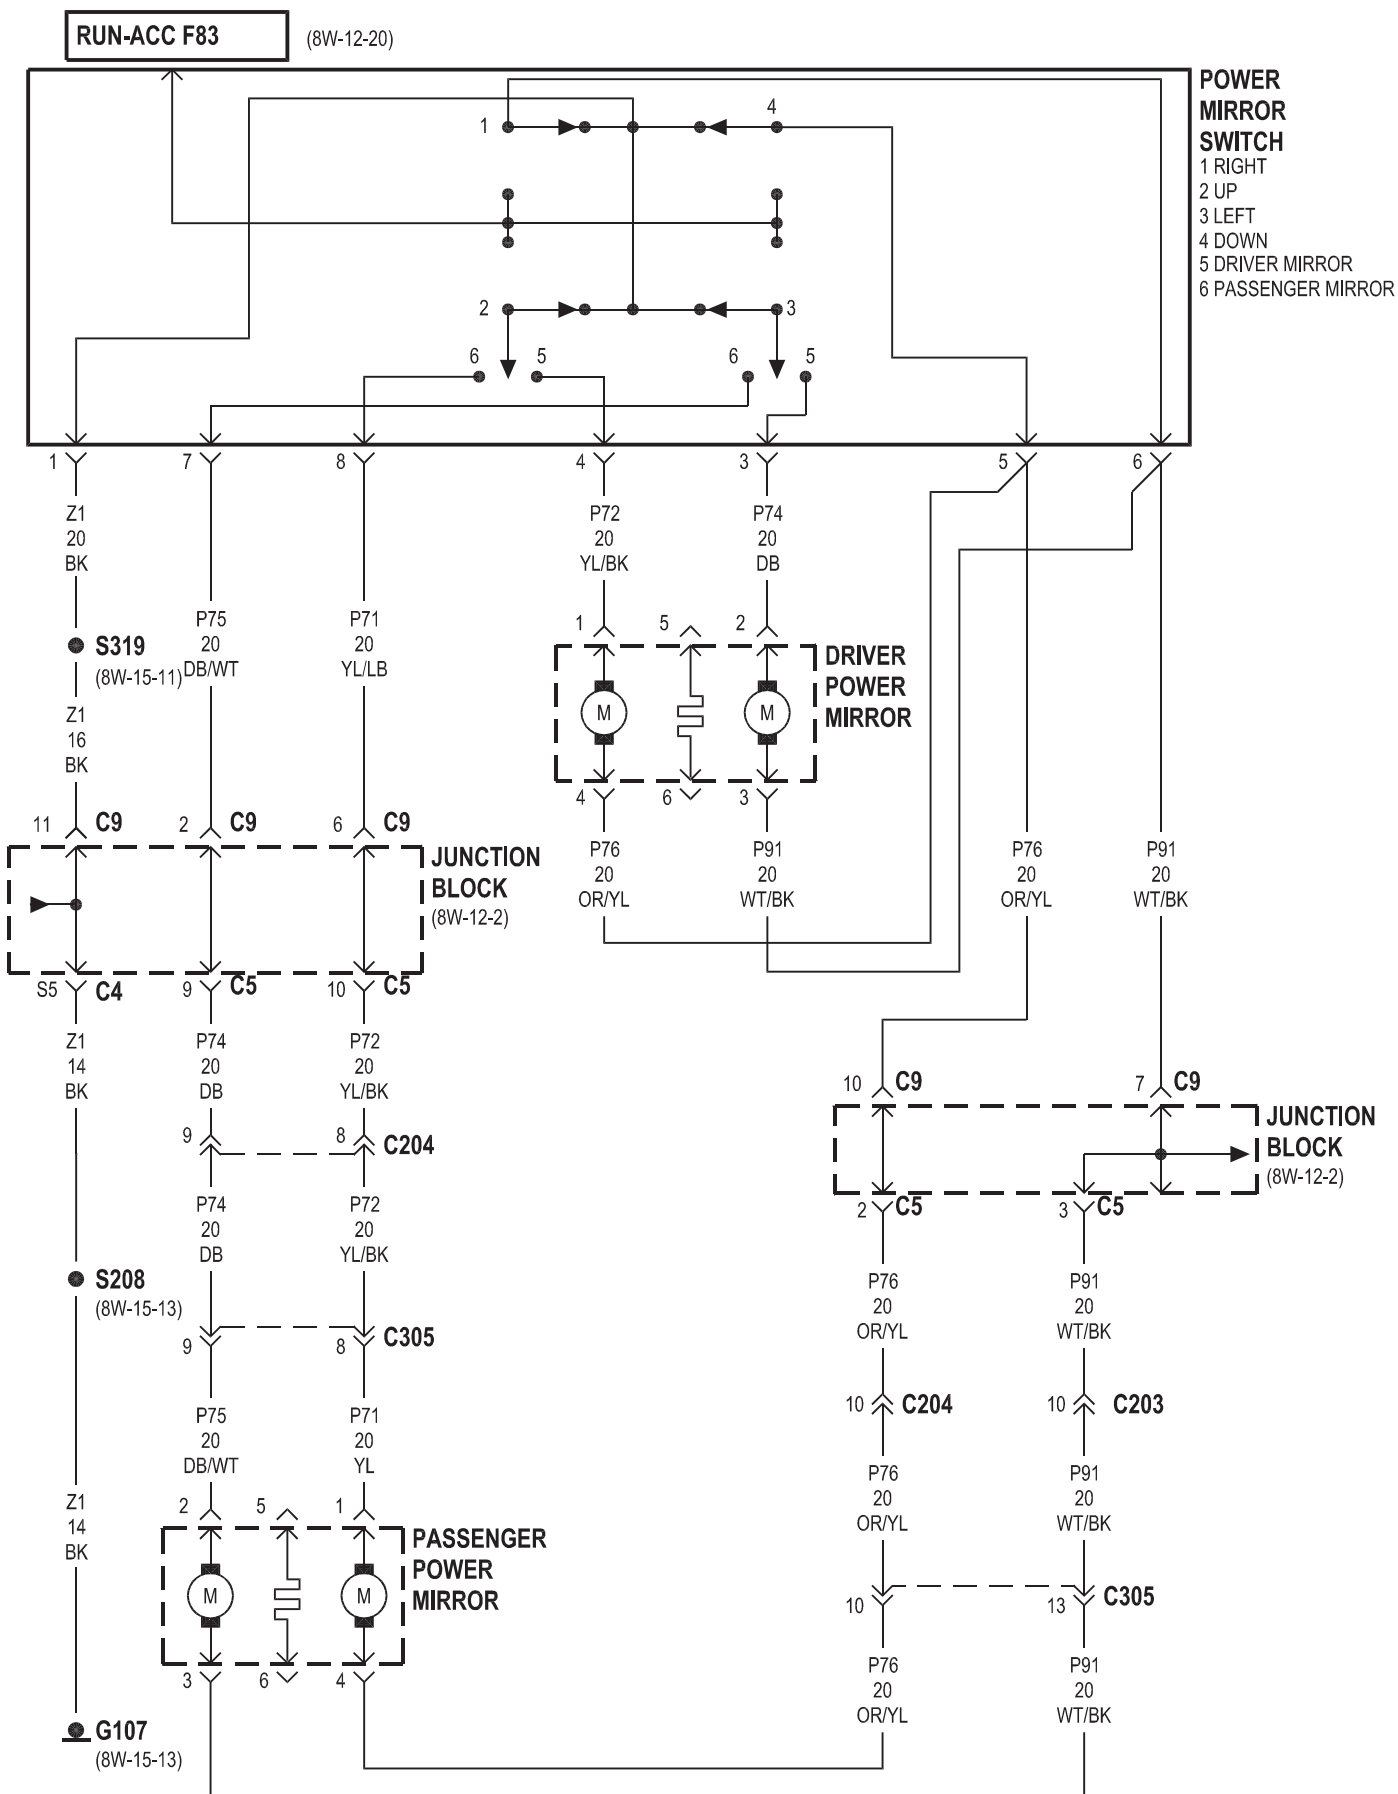 RUN-ACC F83 (8W-12-20)
POWER
MIRROR
SWITCH
1 RIGHT
2 UP
3 LEFT
4 DOWN
5 DRIVER MIRROR
6 PASSENGER MIRROR
1 4
2 3
6 5 6 5
1 7 8 4 3 5 6
Z1
20
BK
P72
20
YL/BK
P74
20
DB
S319
(8W-15-11)
P75
20
DB/WT
P71
20
YL/LB
1 5 2
DRIVER
POWER
MIRROR
M M
4 6 3
Z1
16
BK
11 C9 2 C9 6 C9
JUNCTION
BLOCK
(8W-12-2)
P76
20
OR/YL
P91
20
WT/BK
P76
20
OR/YL
P91
20
WT/BK
S5 C4 9 C5 10 C5
Z1
14
BK
P74
20
DB
P72
20
YL/BK
10 C9 7 C9
JUNCTION
BLOCK
(8W-12-2)
9 8 C204
2 C5 3 C5
P74
20
DB
P72
20
YL/BK
S208
(8W-15-13)
P76
20
OR/YL
P91
20
WT/BK
9 8 C305
10 C204 10 C203
P75
20
DB/WT
P71
20
YL
P76
20
OR/YL
P91
20
WT/BK
Z1
14
BK
2 5 1
PASSENGER
POWER
MIRROR
M M
3 6 4
10 13 C305
P76
20
OR/YL
P91
20
WT/BK
G107
(8W-15-13)